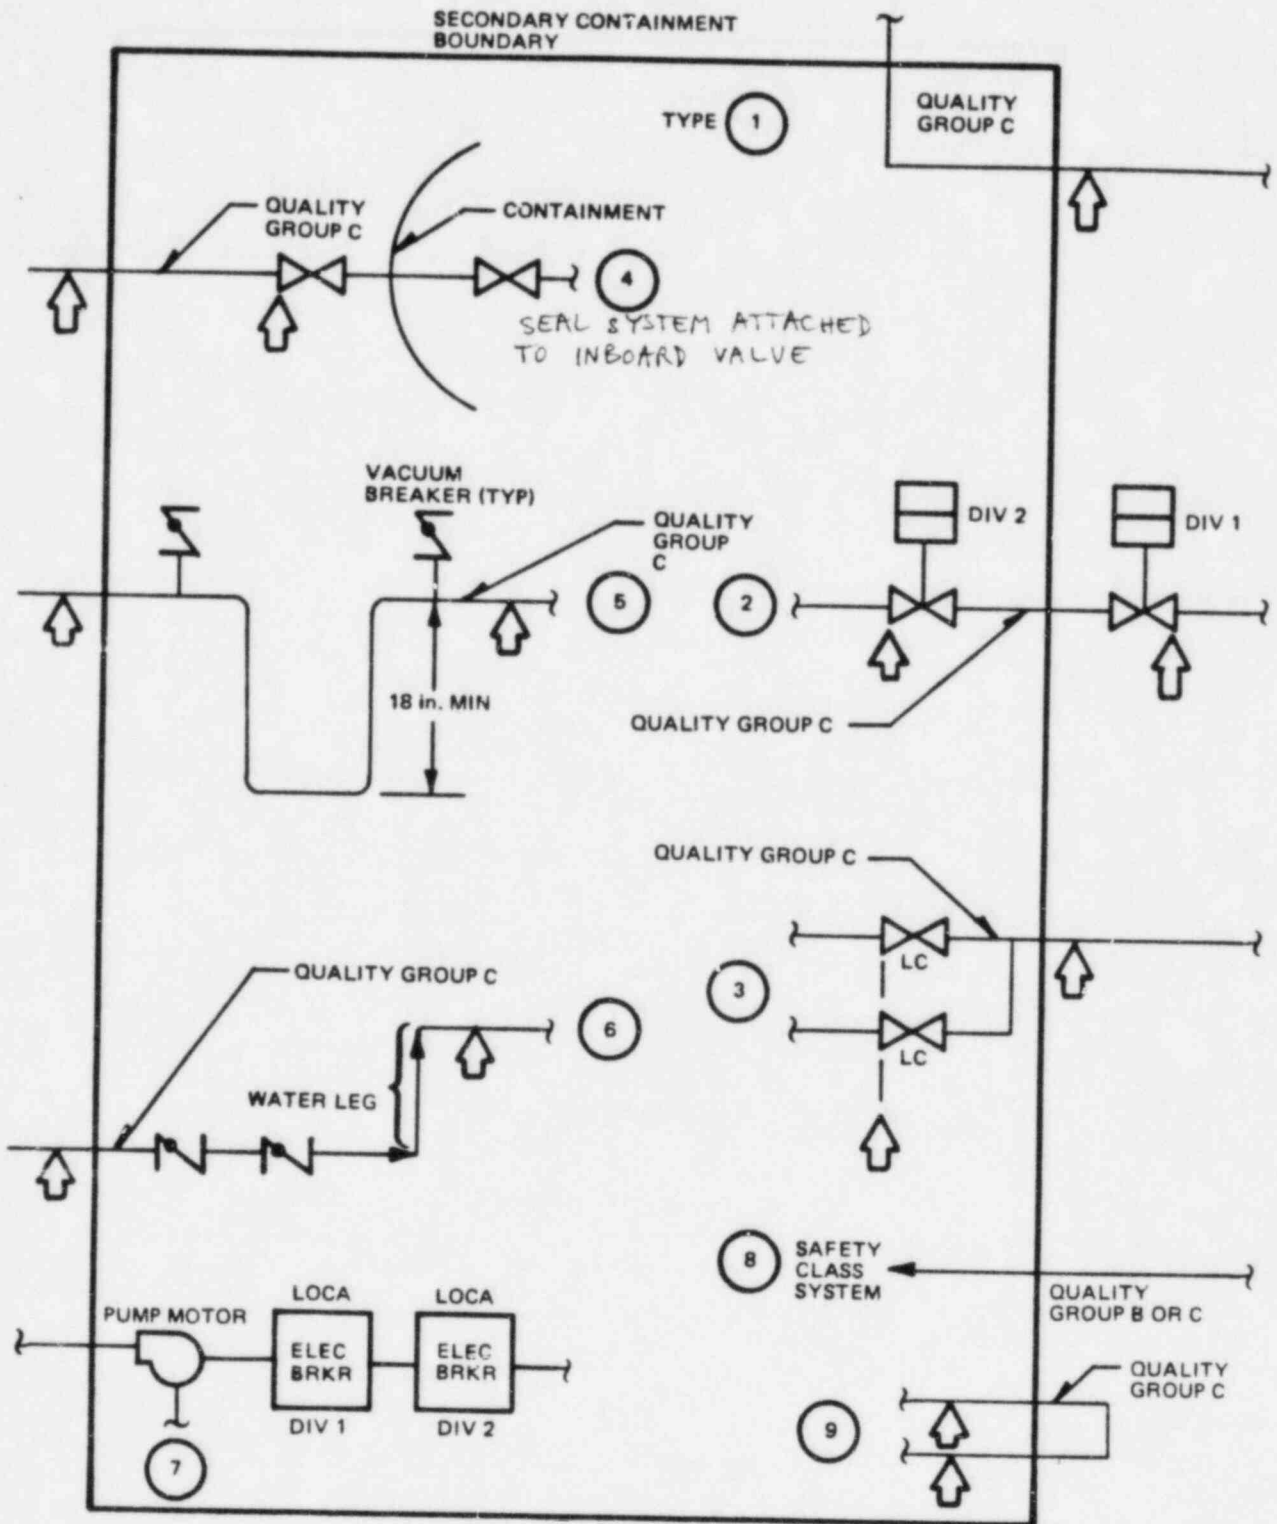 SECONDARY CONTAINMENT
BOUNDARY
TYPE 1
QUALITY
GROUP C
QUALITY
GROUP C
CONTAINMENT
4
SEAL SYSTEM ATTACHED
TO INBOARD VALVE
VACUUM
BREAKER (TYP)
QUALITY
GROUP
C
5
18 in. MIN
2
DIV 2
DIV 1
QUALITY GROUP C
QUALITY GROUP C
LC
3
LC
QUALITY GROUP C
6
WATER LEG
8
SAFETY
CLASS
SYSTEM
QUALITY
GROUP B OR C
PUMP MOTOR
LOCA
LOCA
ELEC
BRKR
ELEC
BRKR
DIV 1
DIV 2
7
QUALITY
GROUP C
9